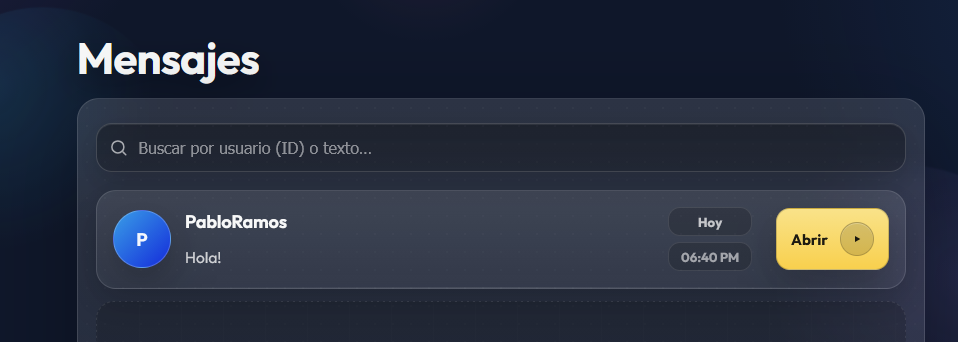 Mensajes
Buscar por usuario (ID) o texto...
P
PabloRamos
Hola!
Hoy
06:40 PM
Abrir